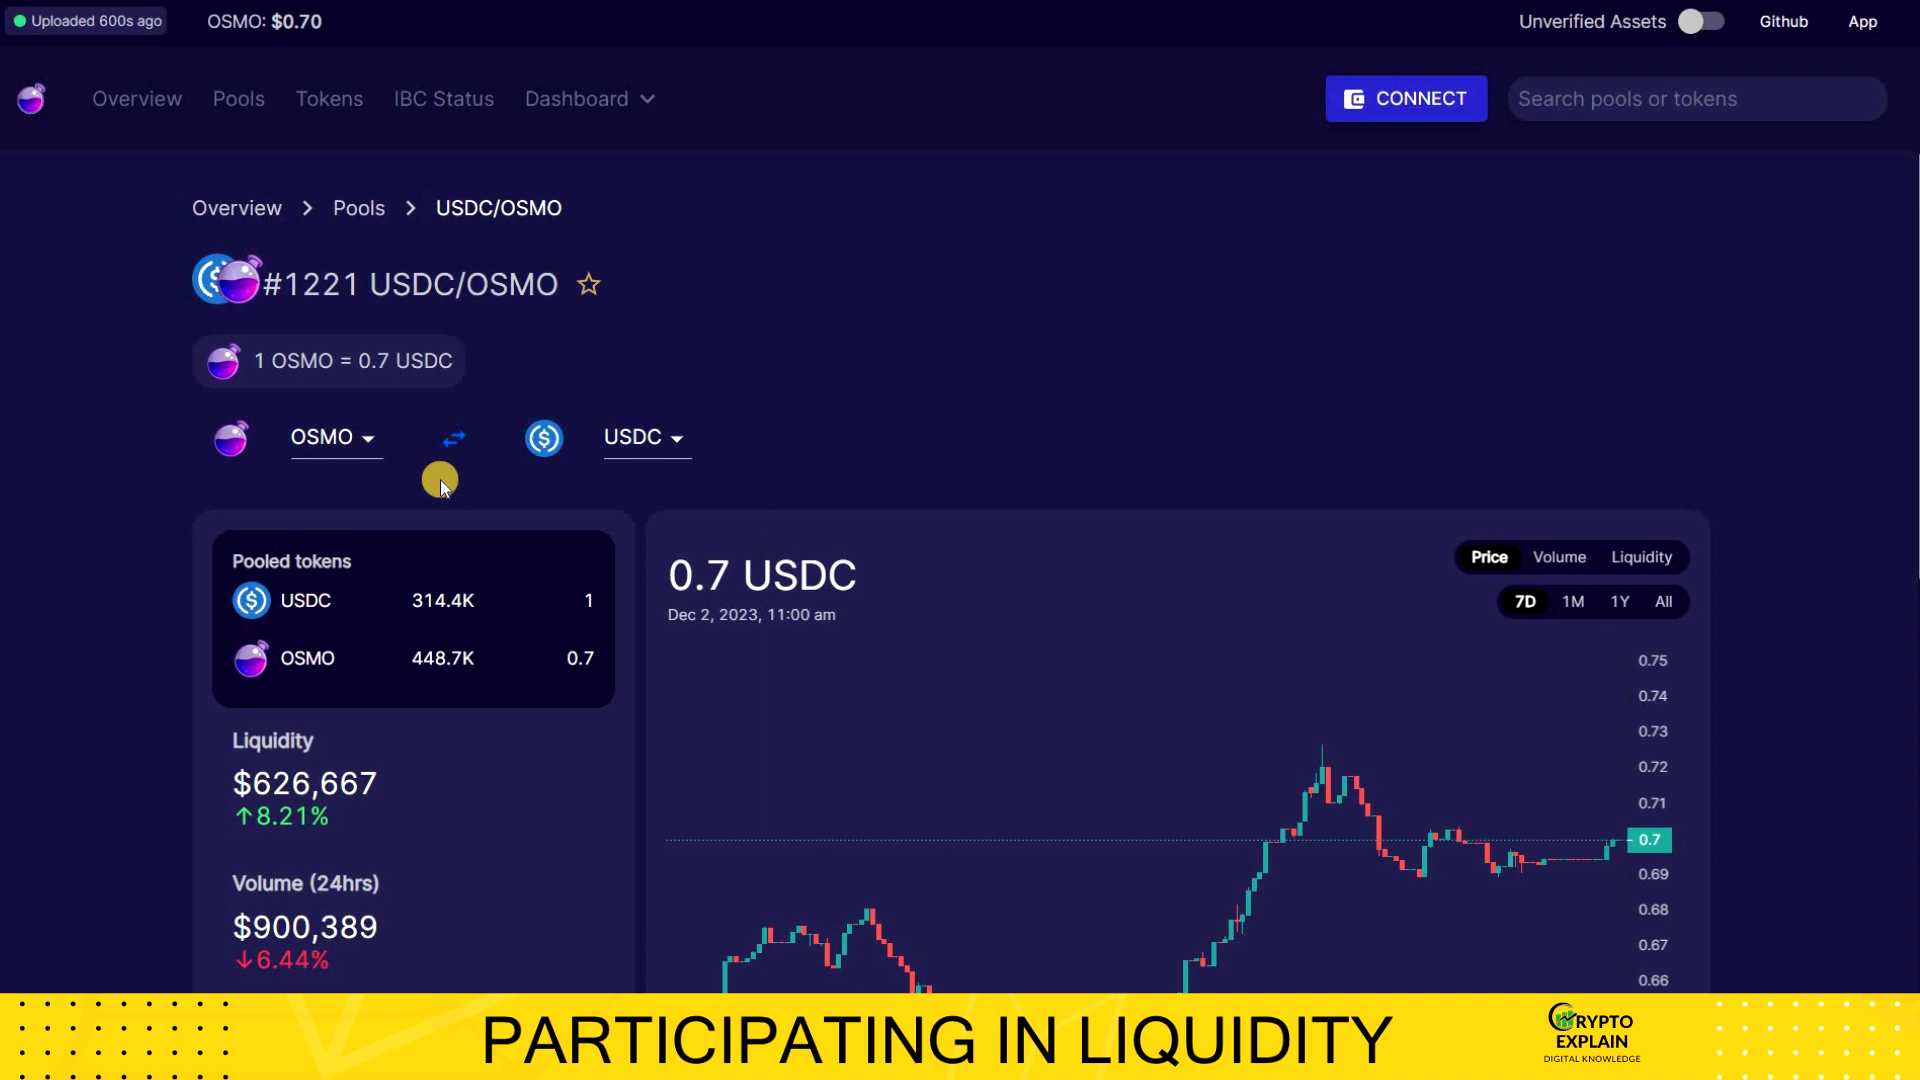 Uploaded 600s ago
OSMO: $0.70
Unverified Assets
Github
App
Overview
Pools
Tokens
IBC Status
Dashboard
CONNECT
Search pools or tokens
Overview > Pools > USDC/OSMO
#1221 USDC/OSMO
1 OSMO = 0.7 USDC
OSMO
USDC
Pooled tokens
USDC 314.4K 1
OSMO 448.7K 0.7
Liquidity
$626,667
↑8.21%
Volume (24hrs)
$900,389
↓6.44%
0.7 USDC
Dec 2, 2023, 11:00 am
Price Volume Liquidity
7D 1M 1Y All
0.75
0.74
0.73
0.72
0.71
0.7
0.69
0.68
0.67
0.66
PARTICIPATING IN LIQUIDITY
CRYPTO
EXPLAIN
DIGITAL KNOWLEDGE